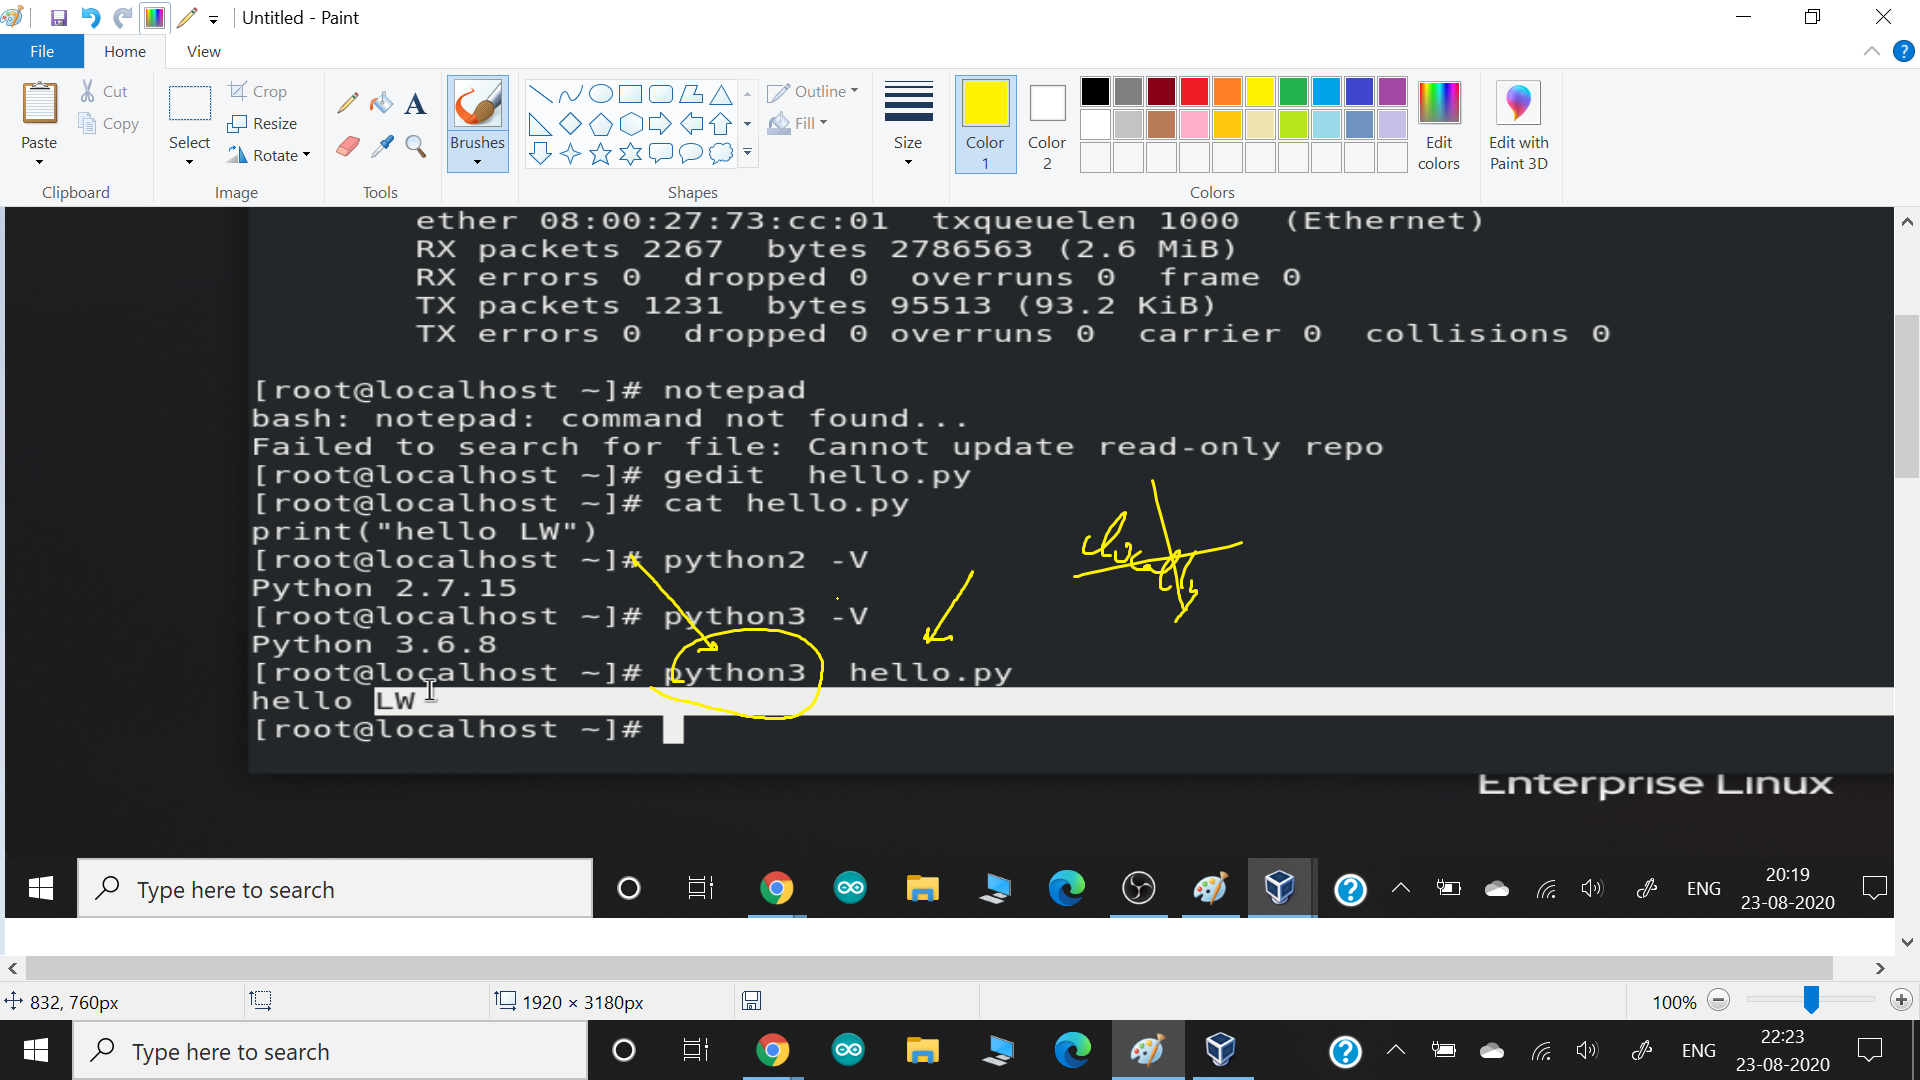 Untitled - Paint
File Home View
Paste
Cut
Copy
Clipboard
Select
Crop
Resize
Rotate
Image
Tools
Brushes
Shapes
Outline
Fill
Size
Color 1
Color 2
Colors
Edit colors
Edit with Paint 3D
ether 08:00:27:73:cc:01 txqueuelen 1000 (Ethernet)
RX packets 2267 bytes 2786563 (2.6 MiB)
RX errors 0 dropped 0 overruns 0 frame 0
TX packets 1231 bytes 95513 (93.2 KiB)
TX errors 0 dropped 0 overruns 0 carrier 0 collisions 0
[root@localhost ~]# notepad
bash: notepad: command not found...
Failed to search for file: Cannot update read-only repo
[root@localhost ~]# gedit hello.py
[root@localhost ~]# cat hello.py
print("hello LW")
[root@localhost ~]# python2 -V
Python 2.7.15
[root@localhost ~]# python3 -V
Python 3.6.8
[root@localhost ~]# python3 hello.py
hello LW
[root@localhost ~]#
Enterprise Linux
Type here to search
ENG
20:19
23-08-2020
832, 760px
1920 × 3180px
100%
Type here to search
ENG
22:23
23-08-2020